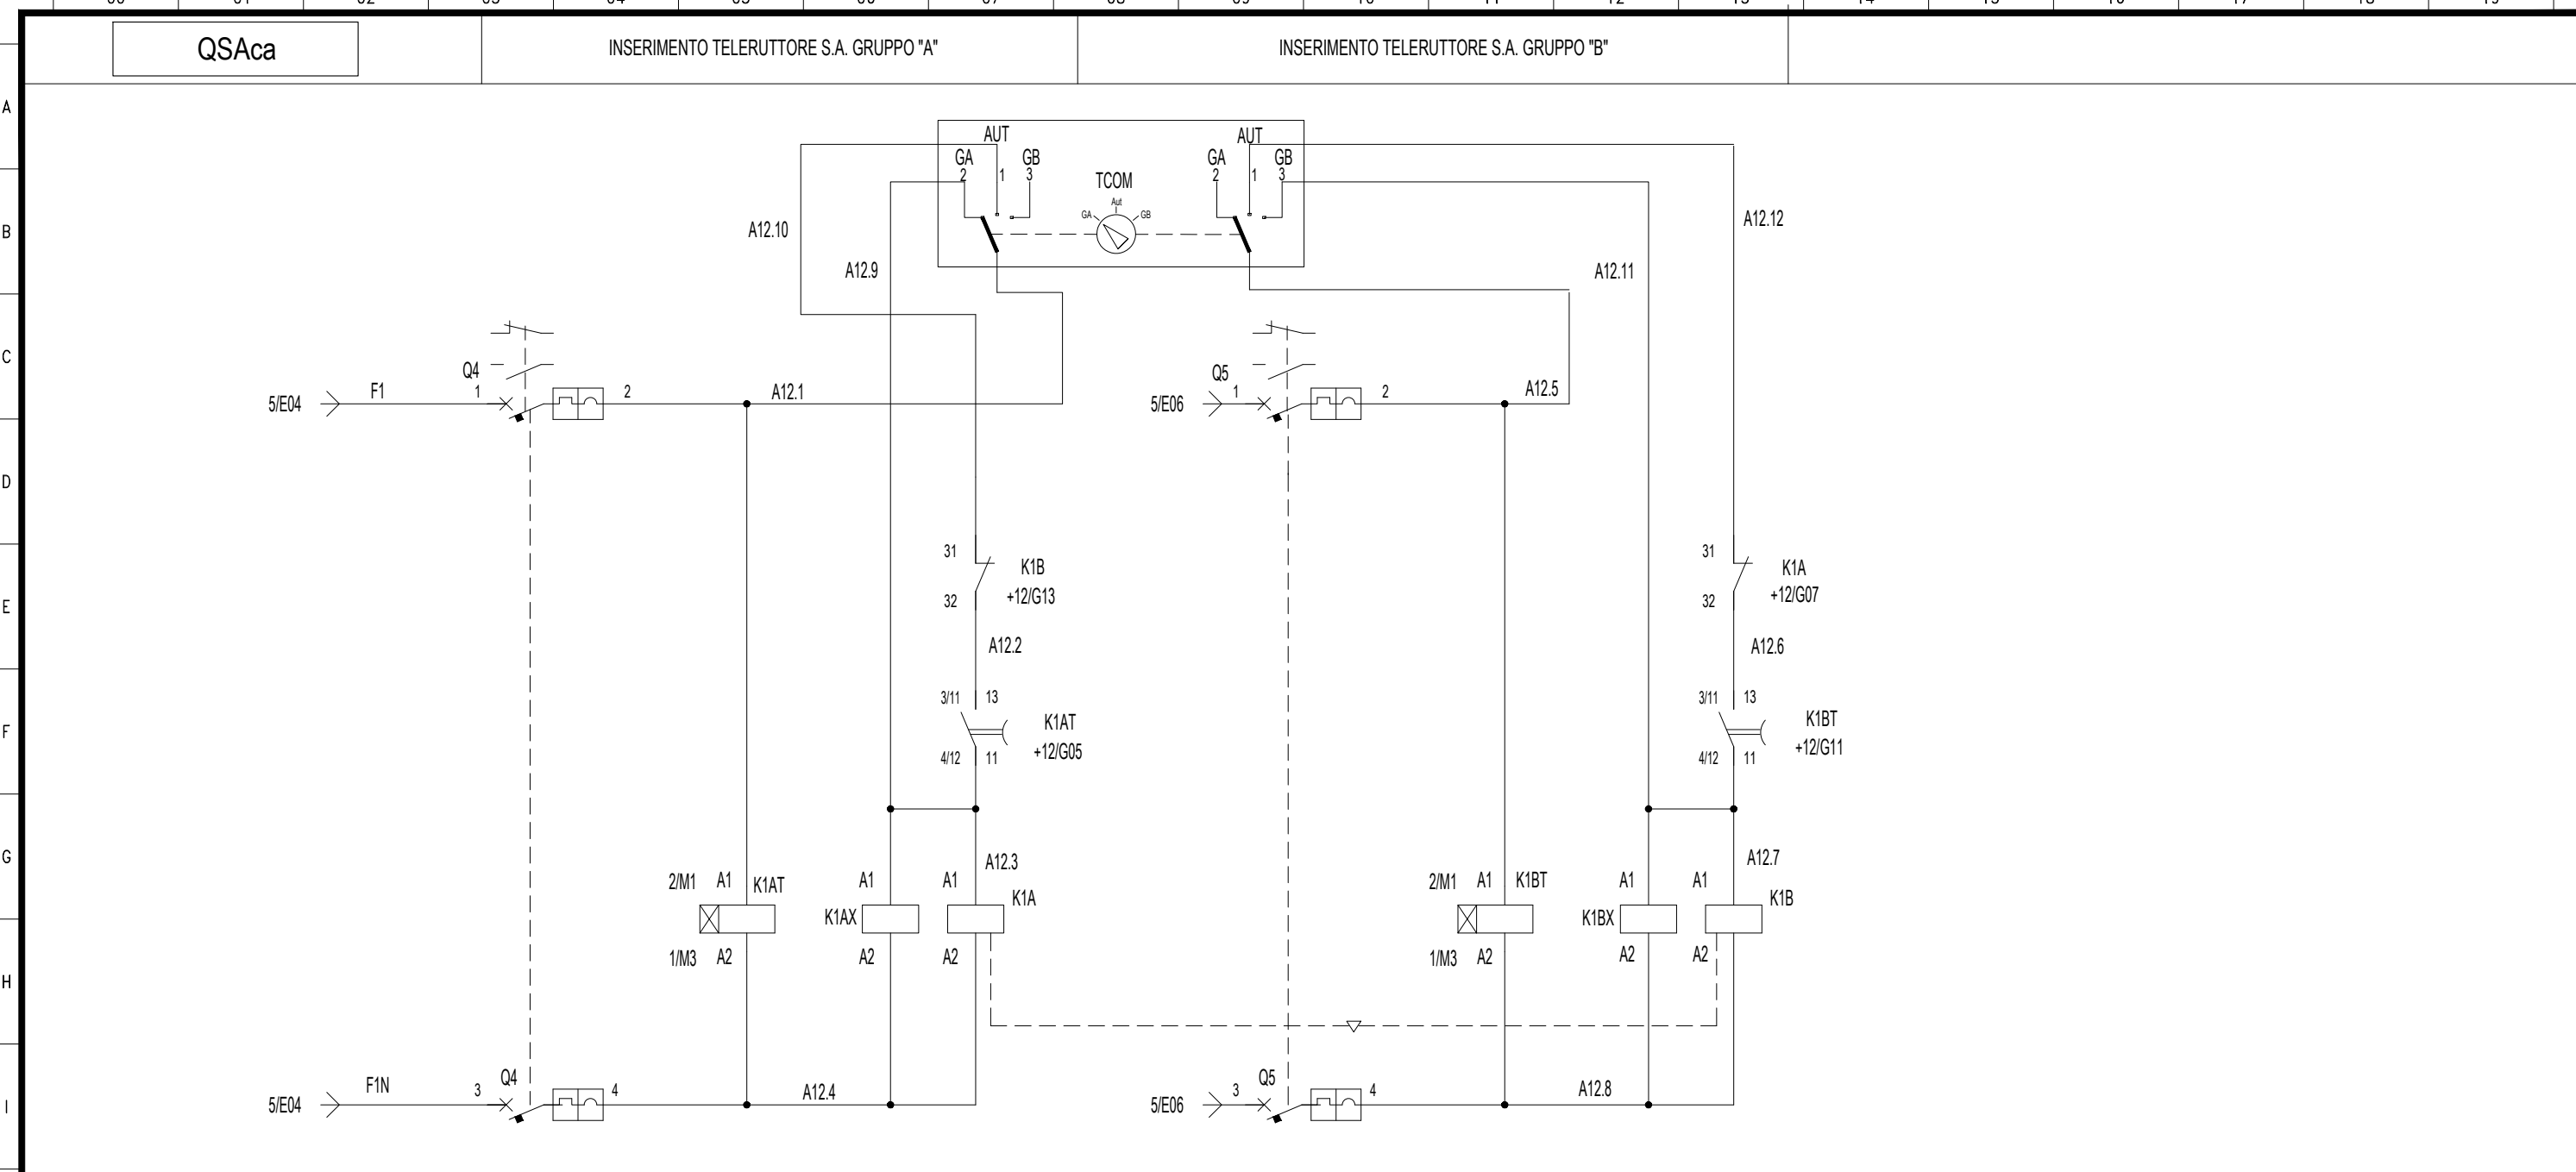 QSAca
INSERIMENTO TELERUTTORE S.A. GRUPPO "A"
INSERIMENTO TELERUTTORE S.A. GRUPPO "B"
A
B
C
D
E
F
G
H
I
AUT
GA
GB
2
1
3
TCOM
Aut
GA
GB
AUT
GA
GB
2
1
3
A12.10
A12.9
A12.11
A12.12
5/E04
F1
Q4
1
2
A12.1
5/E06
Q5
1
2
A12.5
31
32
K1B
+12/G13
A12.2
31
32
K1A
+12/G07
A12.6
3/11
13
4/12
11
K1AT
+12/G05
3/11
13
4/12
11
K1BT
+12/G11
A12.3
A12.7
2/M1
A1
K1AT
1/M3
A2
A1
K1AX
A2
A1
K1A
A2
2/M1
A1
K1BT
1/M3
A2
A1
K1BX
A2
A1
K1B
A2
5/E04
F1N
3
Q4
4
A12.4
5/E06
3
Q5
4
A12.8